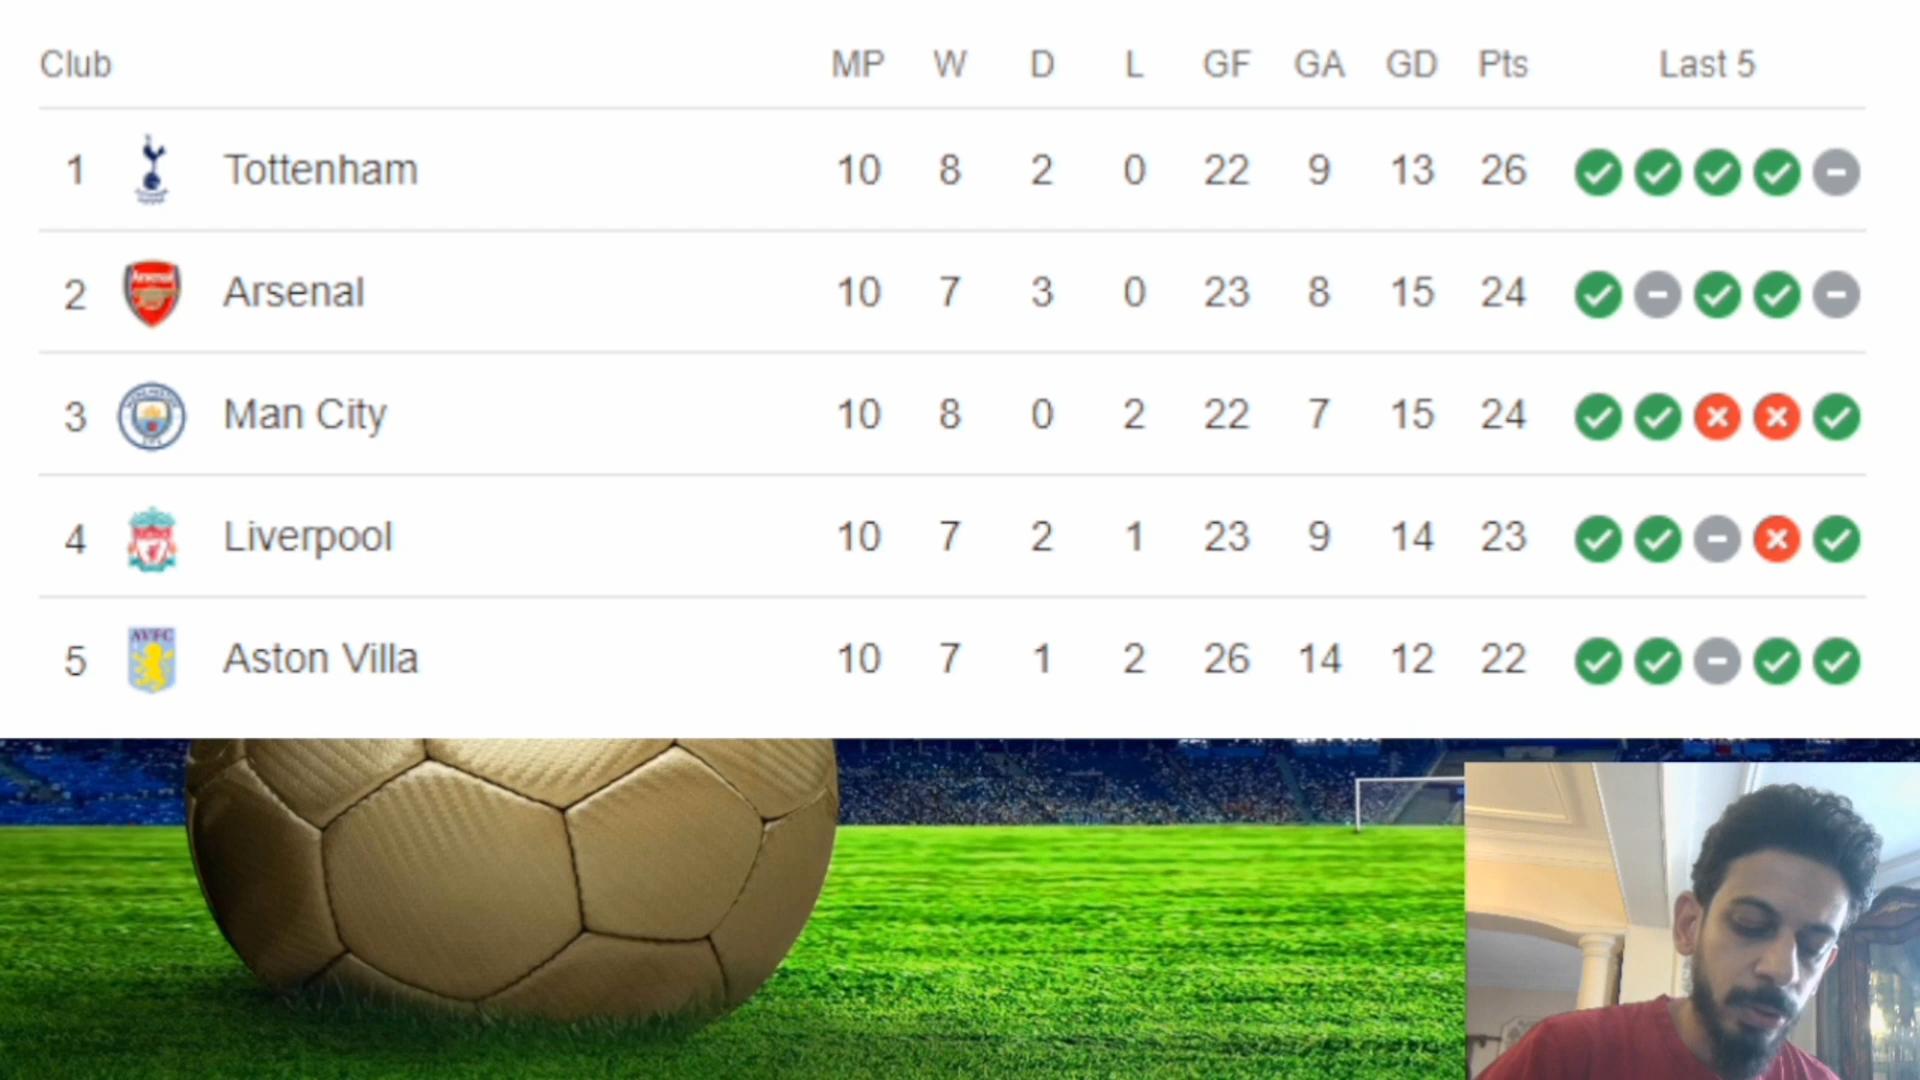 Club MP W D L GF GA GD Pts Last 5
1 Tottenham 10 8 2 0 22 9 13 26
2 Arsenal 10 7 3 0 23 8 15 24
3 Man City 10 8 0 2 22 7 15 24
4 Liverpool 10 7 2 1 23 9 14 23
5 AVFC Aston Villa 10 7 1 2 26 14 12 22